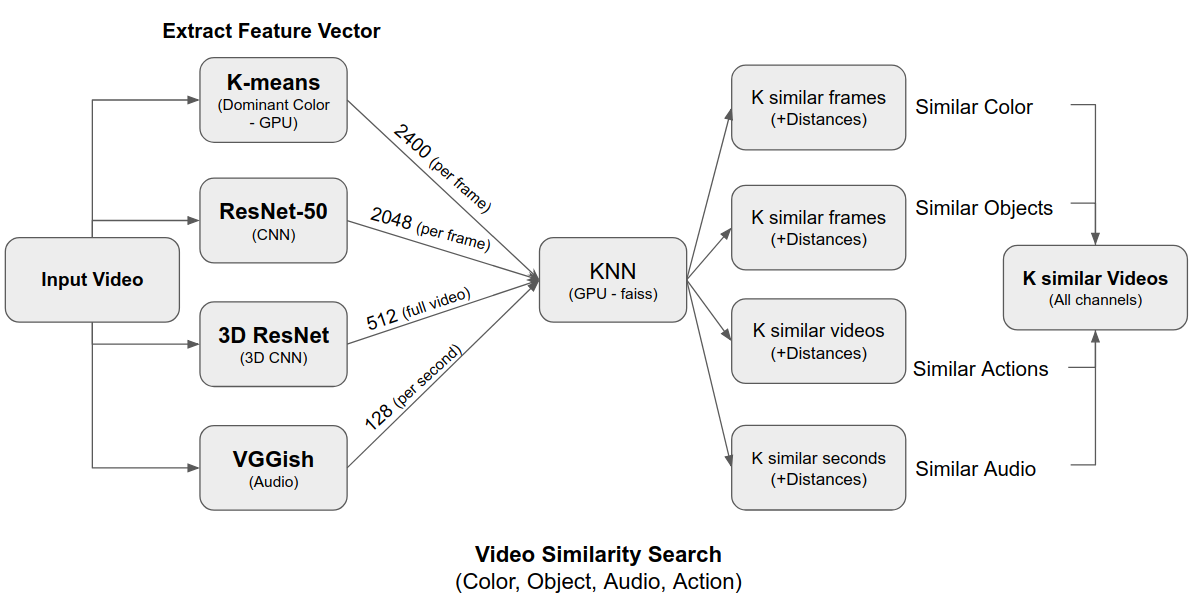 Extract Feature Vector
K-means
(Dominant Color
- GPU)
2400 (per frame)
ResNet-50
(CNN)
2048 (per frame)
Input Video
3D ResNet
(3D CNN)
512 (full video)
VGGish
(Audio)
128 (per second)
KNN
(GPU - faiss)
K similar frames
(+Distances)
Similar Color
K similar frames
(+Distances)
Similar Objects
K similar videos
(+Distances)
Similar Actions
K similar seconds
(+Distances)
Similar Audio
K similar Videos
(All channels)
Video Similarity Search
(Color, Object, Audio, Action)